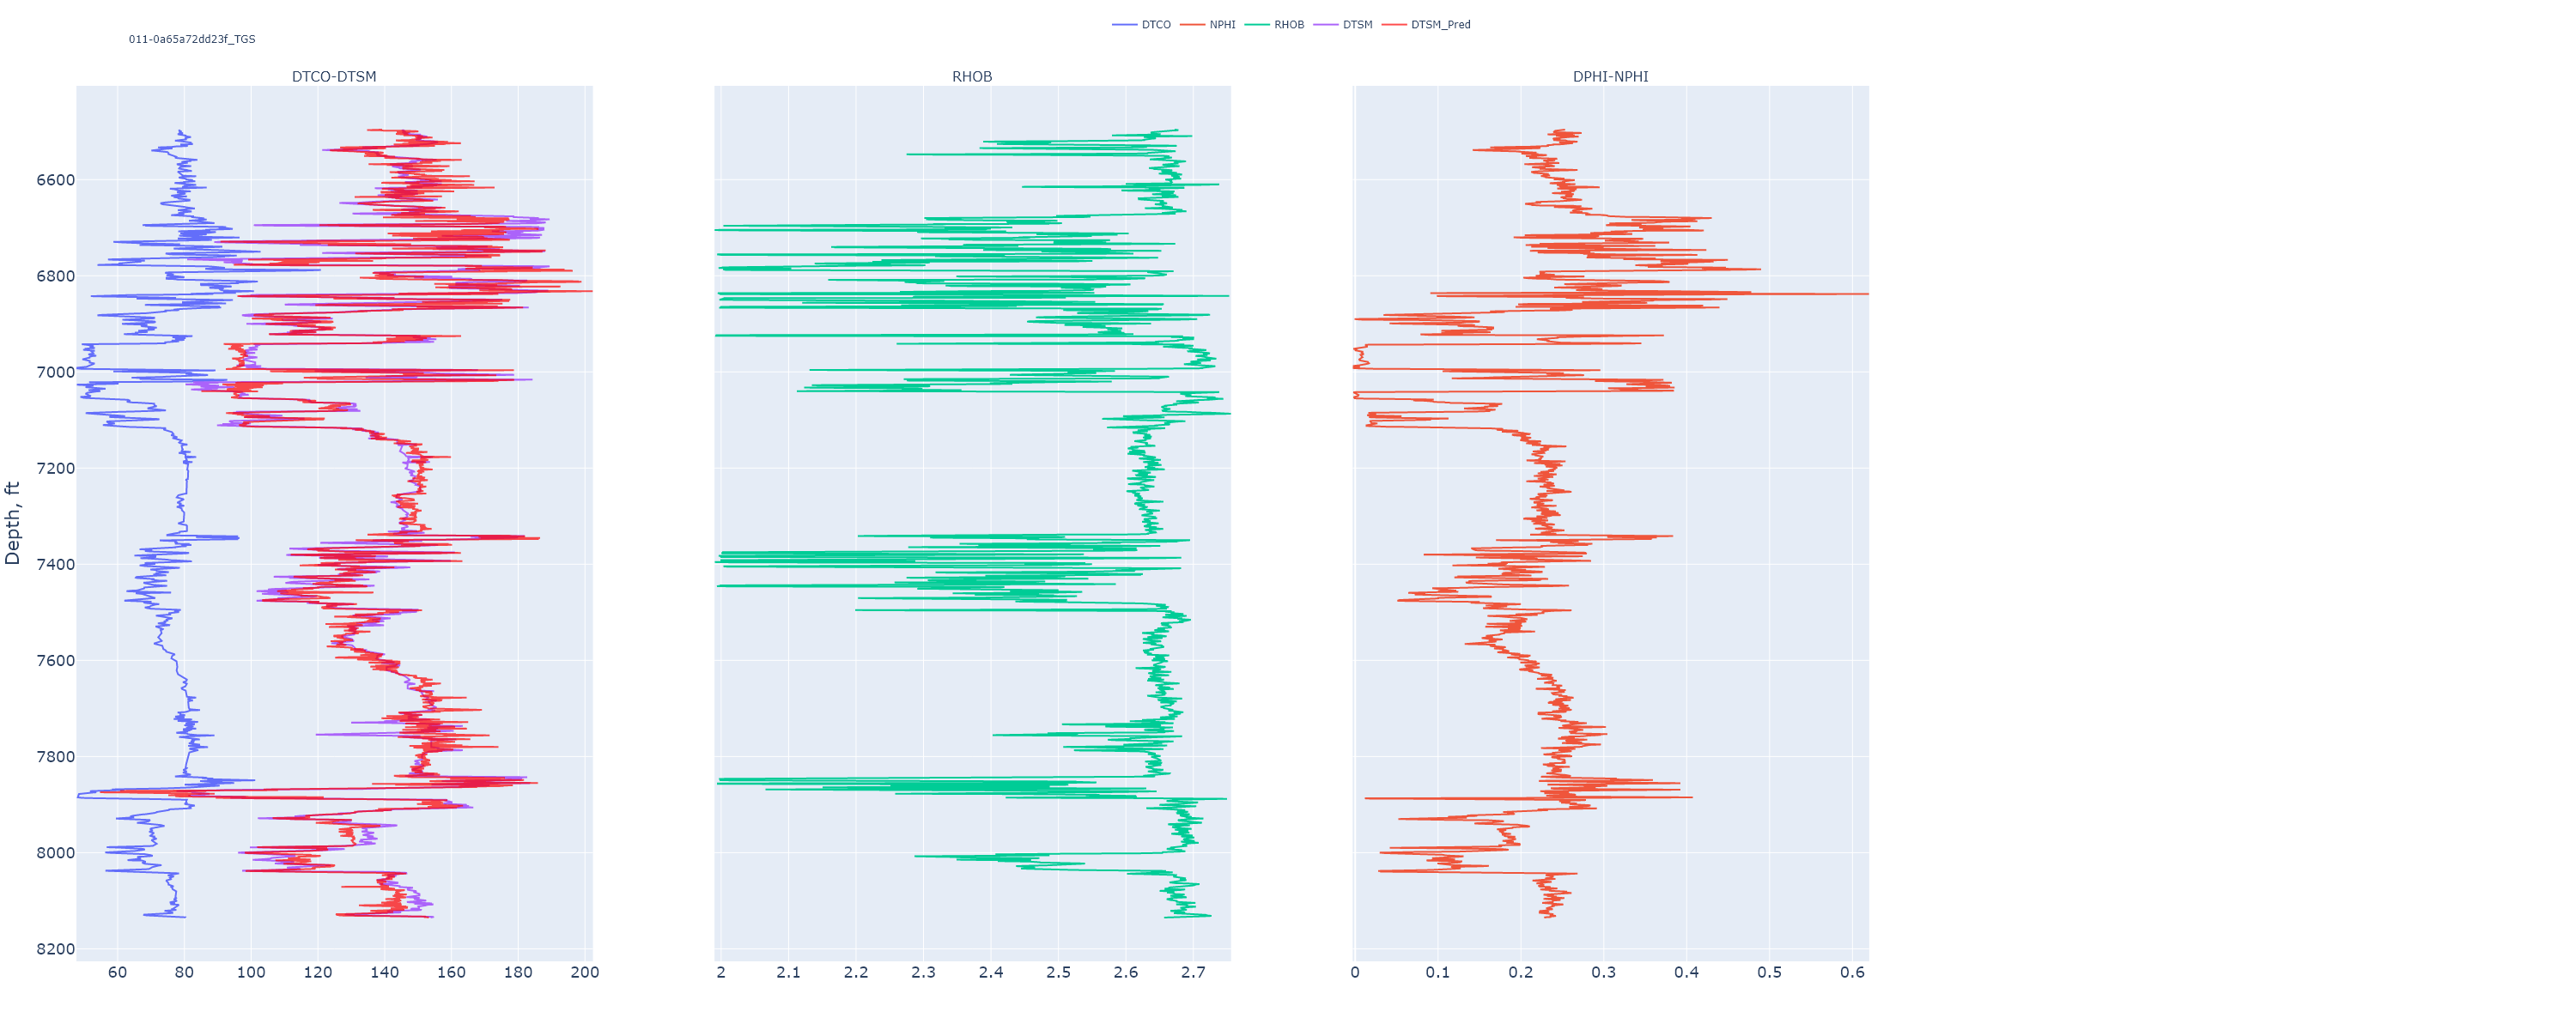 DTCO NPHI RHOB DTSM DTSM_Pred
011-0a65a72dd23f_TGS
DTCO-DTSM RHOB DPHI-NPHI
Depth, ft
6600
6800
7000
7200
7400
7600
7800
8000
8200
60 80 100 120 140 160 180 200
2 2.1 2.2 2.3 2.4 2.5 2.6 2.7
0 0.1 0.2 0.3 0.4 0.5 0.6